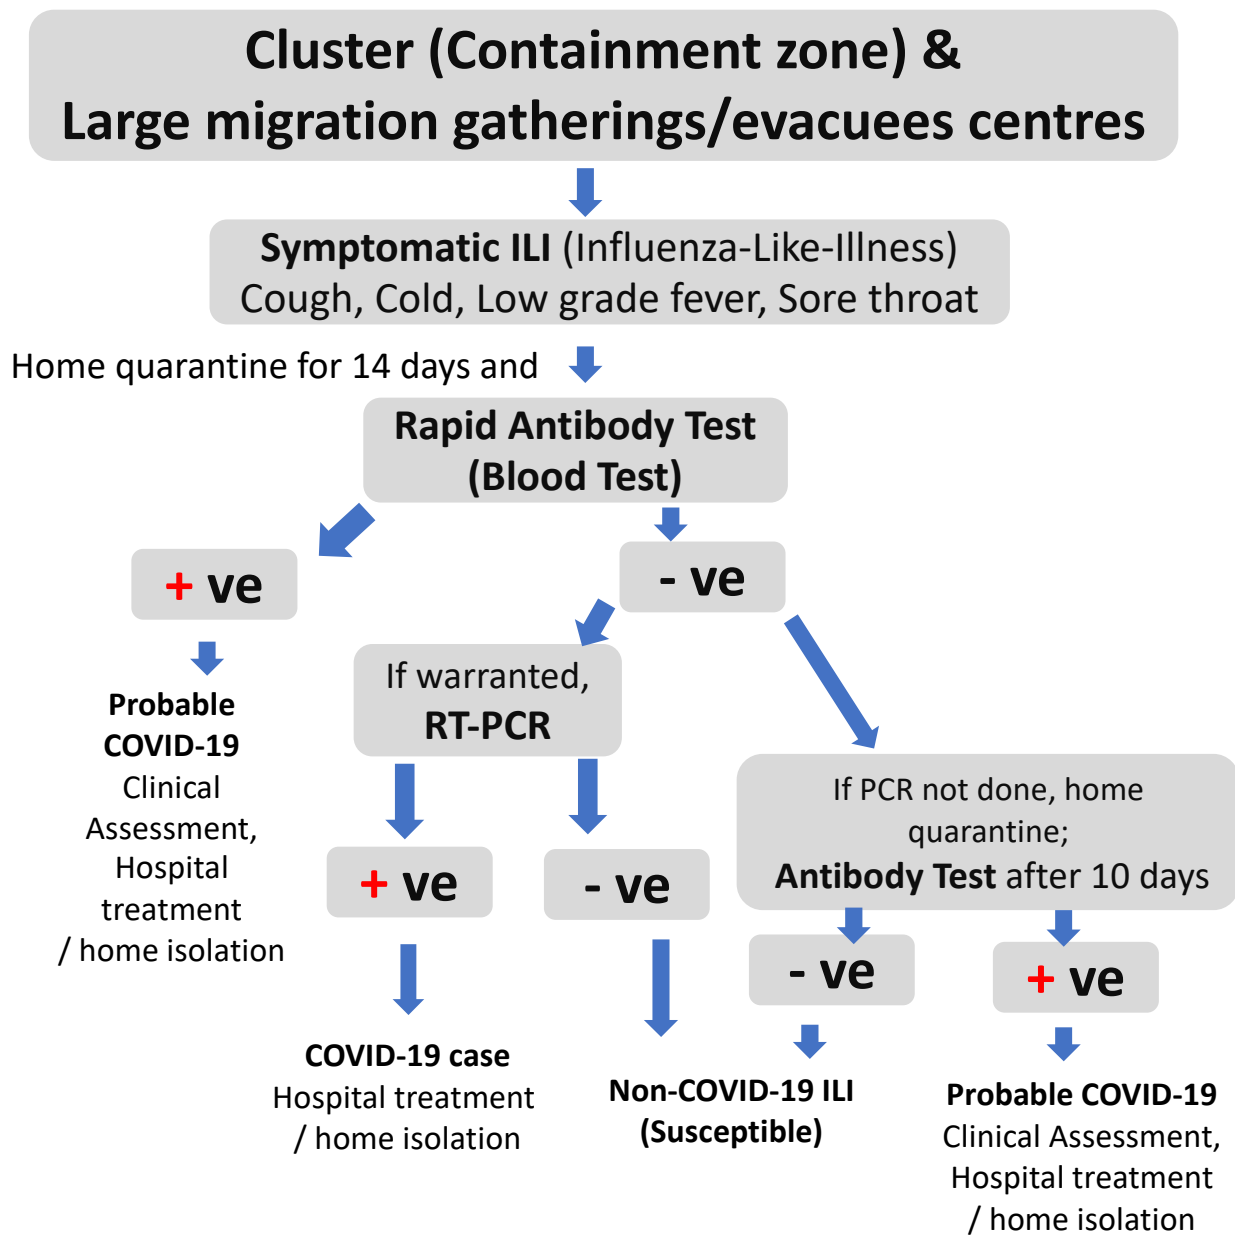 Cluster (Containment zone) &
Large migration gatherings/evacuees centres
Symptomatic ILI (Influenza-Like-Illness)
Cough, Cold, Low grade fever, Sore throat
Home quarantine for 14 days and
Rapid Antibody Test
(Blood Test)
+ ve
- ve
Probable
COVID-19
Clinical
Assessment,
Hospital
treatment
/ home isolation
If warranted,
RT-PCR
+ ve
- ve
COVID-19 case
Hospital treatment
/ home isolation
If PCR not done, home
quarantine;
Antibody Test after 10 days
- ve
+ ve
Non-COVID-19 ILI
(Susceptible)
Probable COVID-19
Clinical Assessment,
Hospital treatment
/ home isolation